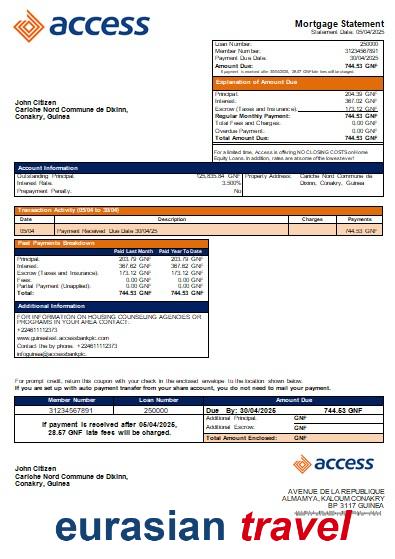 access
Mortgage Statement
Statement Date: 05/04/2025
Loan Number: 250000
Member Number: 31234567891
Payment Due Date: 30/04/2025
Amount Due: 744.53 GNF
If payment is received after 30/04/2025, 28.57 GNF late fees will be charged.
Explanation of Amount Due
Principal: 204.39 GNF
Interest: 367.02 GNF
Escrow (Taxes and Insurance): 173.12 GNF
Regular Monthly Payment: 744.53 GNF
Total Fees and Charges: 0.00 GNF
Overdue Payment: 0.00 GNF
Total Amount Due: 744.53 GNF
John Citizen
Cariohe Nord Commune de Dixinn,
Conakry, Guinea
For a limited time, Access is offering NO CLOSING COSTS on Home
Equity Loans. In addition, rates are at some of the lowest ever!
Account Information
Outstanding Principal: 125,835.84 GNF
Interest Rate: 3.500%
Prepayment Penalty: No
Property Address: Cariche Nord Commune de
Dixinn, Conakry, Guinea
Transaction Activity (05/04 to 30/04)
Date Description Charges Payments
05/04 Payment Received Due Date 30/04/25 744.53 GNF
Past Payments Breakdown
Paid Last Month Paid Year To Date
Principal: 203.79 GNF 203.79 GNF
Interest: 367.62 GNF 367.62 GNF
Escrow (Taxes and Insurance): 173.12 GNF 173.12 GNF
Fees: 0.00 GNF 0.00 GNF
Partial Payment (Unapplied): 0.00 GNF 0.00 GNF
Total: 744.53 GNF 744.53 GNF
Additional Information
FOR INFORMATION ON HOUSING COUNSELING AGENCIES OR
PROGRAMS IN YOUR AREA CONTACT:
+224611112373
www.guineatest.accessbankplc.com
Contact the by phone: +224611112373
infoguinea@accessbankplc.
For prompt credit, return this coupon with your check in the enclosed envelope to the location shown below.
If you are set up with auto payment transfer from your share account, you do not need to mail your payment.
Member Number Loan Number Amount Due
31234567891 250000 Due By: 30/04/2025 744.53 GNF
If payment is received after 05/04/2025,
28.57 GNF late fees will be charged.
Additional Principal: GNF
Additional Escrow: GNF
Total Amount Enclosed: GNF
John Citizen
Cariohe Nord Commune de Dixinn,
Conakry, Guinea
access
AVENUE DE LA REPUBLIQUE
ALMAMYA, KALOUM CONAKRY
BP 3117 GUINEA
eurasian travel